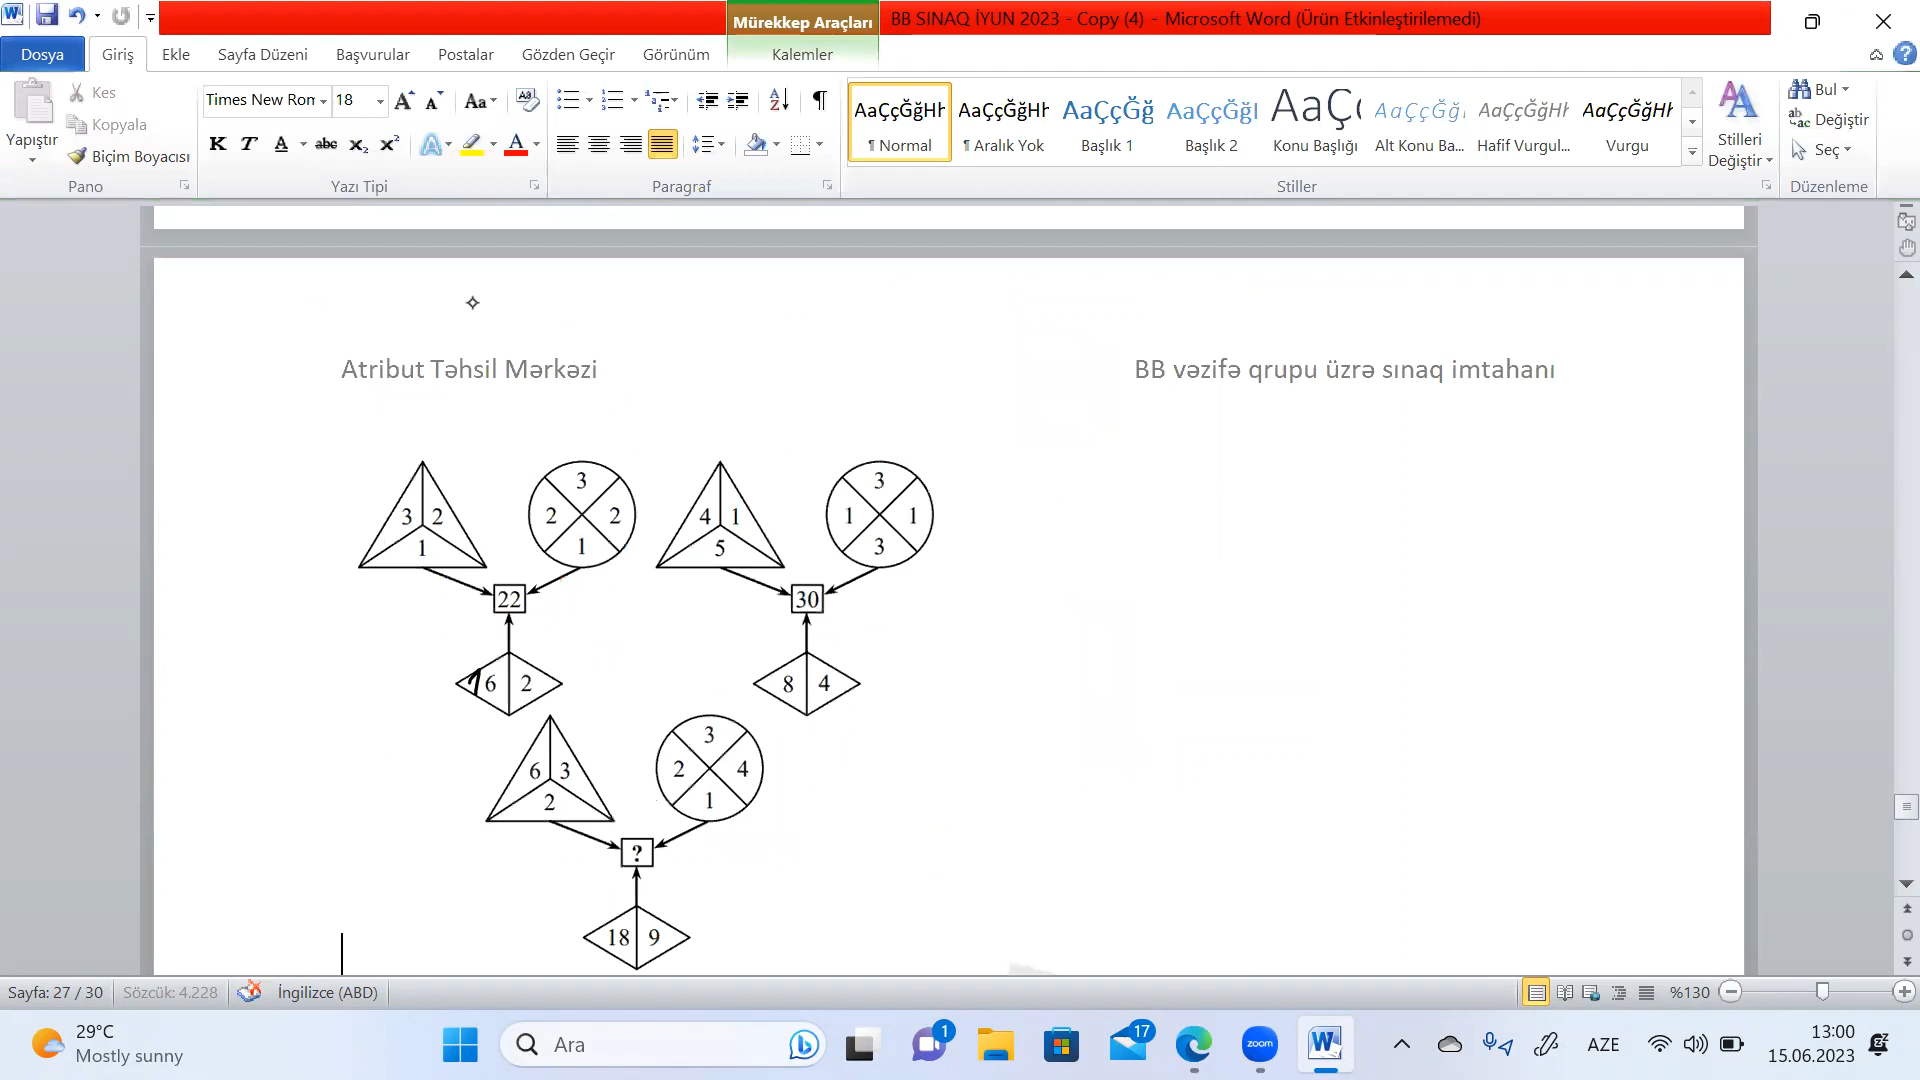 Mürekkep Araçları
BB SINAQ İYUN 2023 - Copy (4) - Microsoft Word (Ürün Etkinleştirilemedi)
Dosya Giriş Ekle Sayfa Düzeni Başvurular Postalar Gözden Geçir Görünüm Kalemler
Yapıştır
Kes
Kopyala
Biçim Boyacısı
Pano
Times New Ron 18
Yazı Tipi
Paragraf
¶ Normal
¶ Aralık Yok
Başlık 1
Başlık 2
Konu Başlığı
Alt Konu Ba...
Hafif Vurgul...
Vurgu
Stiller
Stilleri
Değiştir
Bul
Değiştir
Seç
Düzenleme
Atribut Təhsil Mərkəzi
BB vəzifə qrupu üzrə sınaq imtahanı
3 2 1
3 2 2 1
22
6 2
4 1 5
3 1 1 3
30
8 4
6 3 2
3 2 4 1
?
18 9
Sayfa: 27 / 30 Sözcük: 4.228 İngilizce (ABD) %130
29°C
Mostly sunny
Ara
1
17
zoom
AZE
13:00
15.06.2023